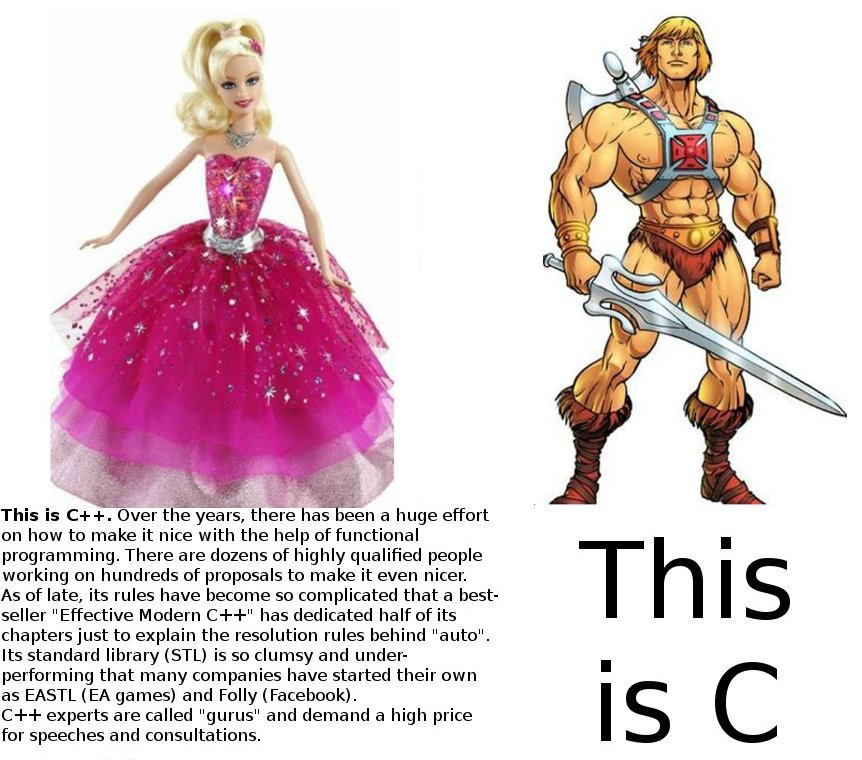 This is C++. Over the years, there has been a huge effort
on how to make it nice with the help of functional
programming. There are dozens of highly qualified people
working on hundreds of proposals to make it even nicer.
As of late, its rules have become so complicated that a best-
seller "Effective Modern C++" has dedicated half of its
chapters just to explain the resolution rules behind "auto".
Its standard library (STL) is so clumsy and under-
performing that many companies have started their own
as EASTL (EA games) and Folly (Facebook).
C++ experts are called "gurus" and demand a high price
for speeches and consultations.
This
is C